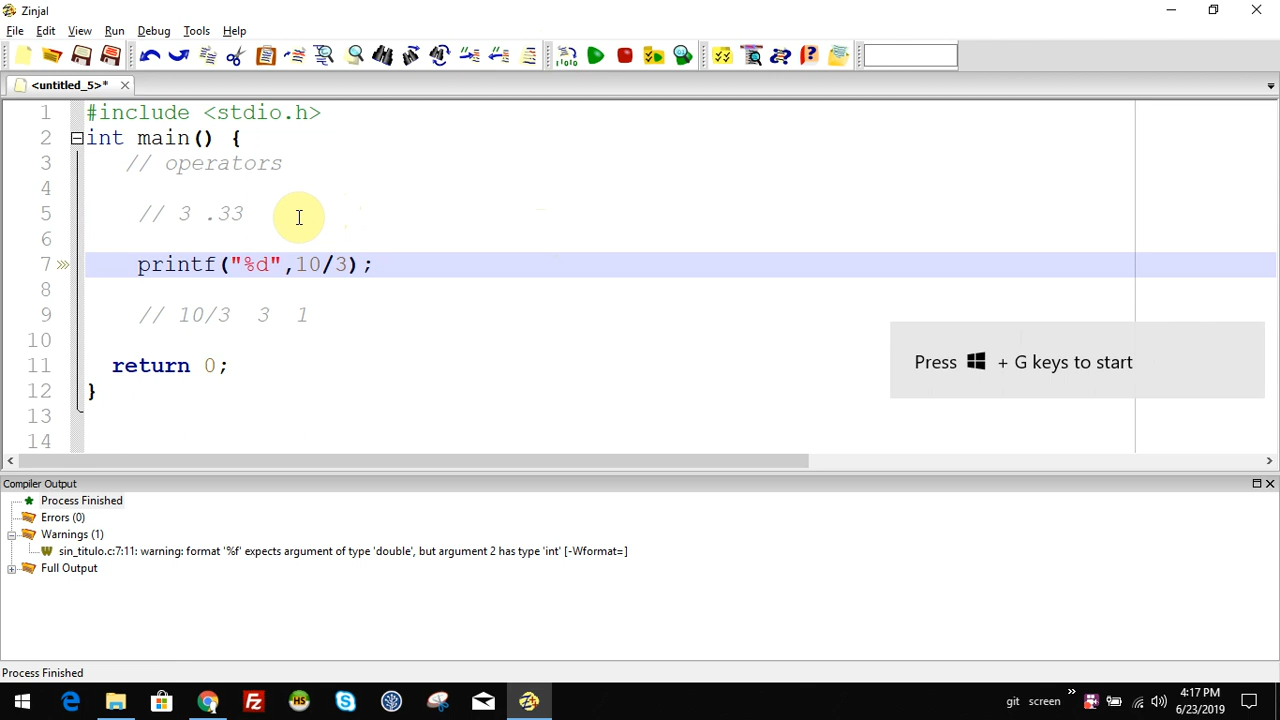 Zinjal
File Edit View Run Debug Tools Help
<untitled_5>*
1 #include <stdio.h>
2 int main() {
3 // operators
4
5 // 3 .33
6
7 printf("%d",10/3);
8
9 // 10/3 3 1
10
11 return 0;
12 }
13
14
Press + G keys to start
Compiler Output
Process Finished
Errors (0)
Warnings (1)
sin_titulo.c:7:11: warning: format '%f' expects argument of type 'double', but argument 2 has type 'int' [-Wformat=]
Full Output
Process Finished
git screen
4:17 PM
6/23/2019